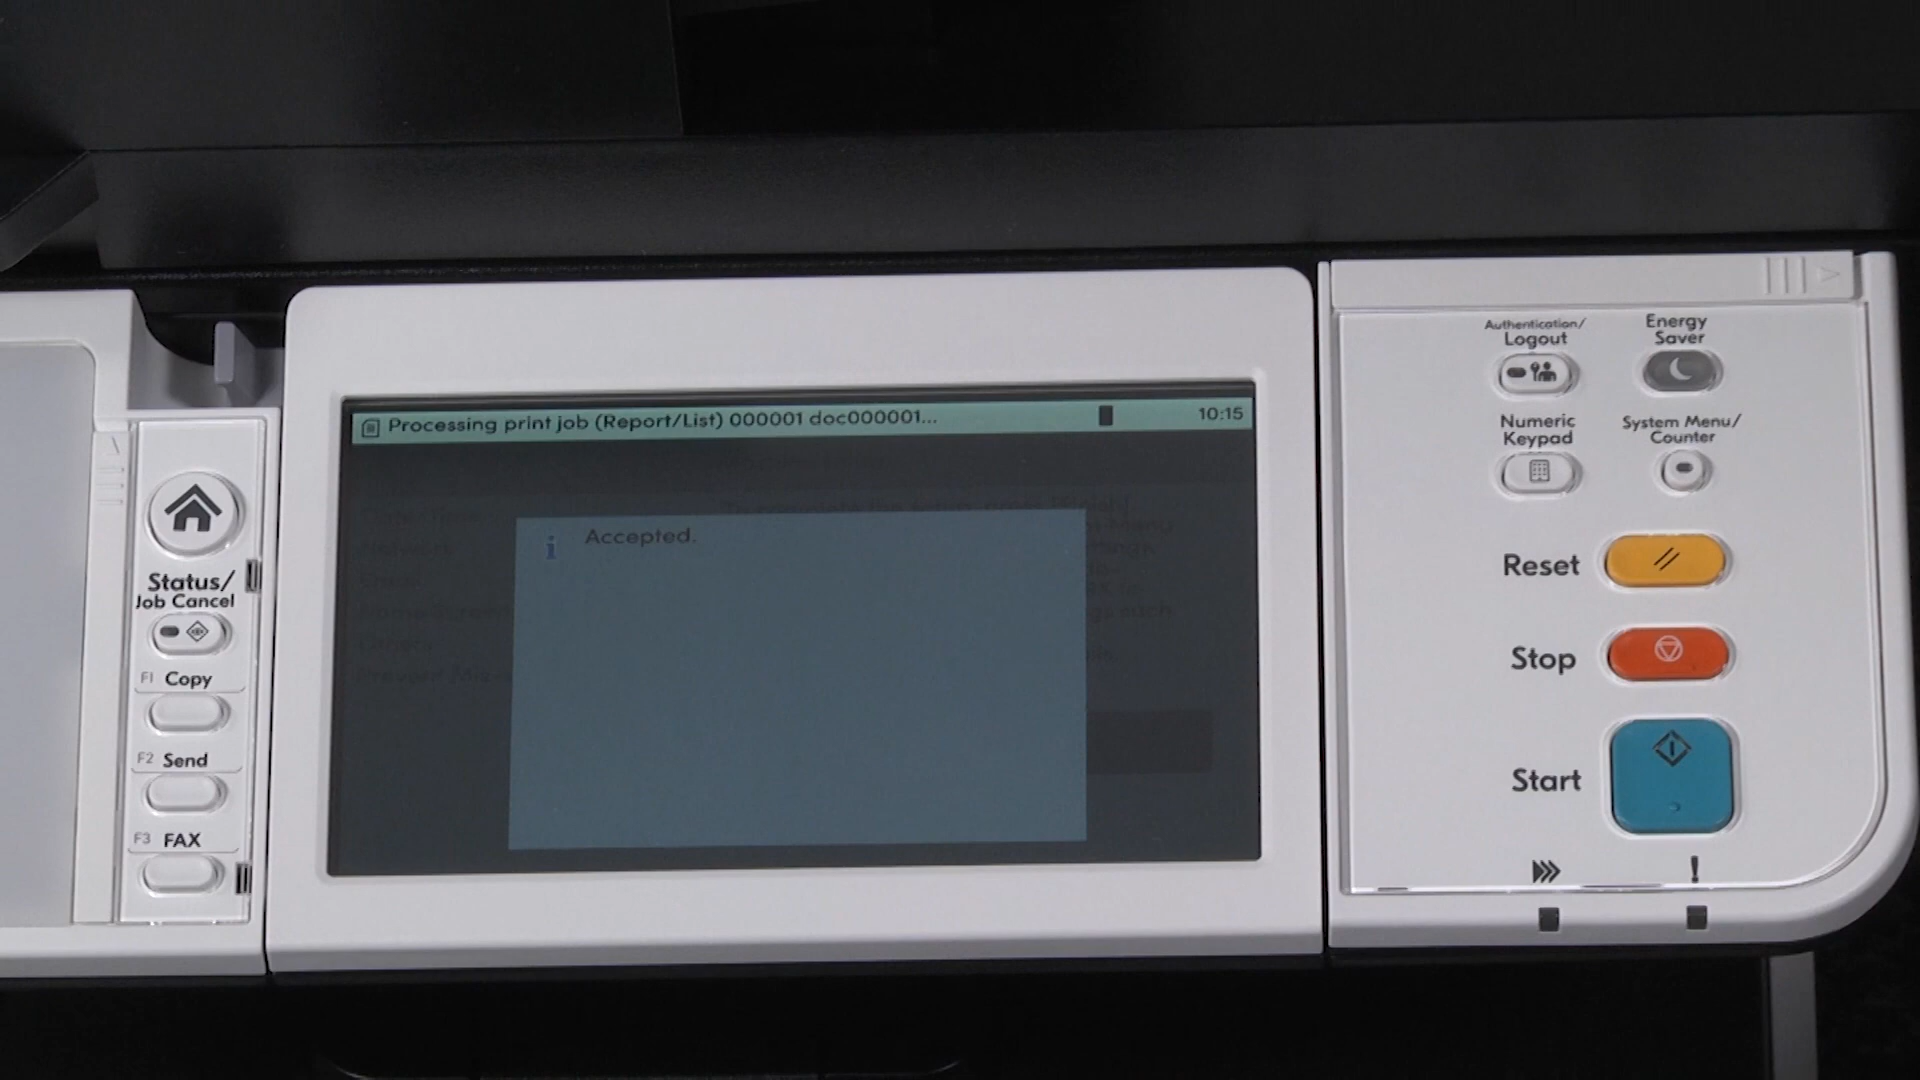 Processing print job (Report/List) 000001 doc000001... 10:15
Accepted.
Status/
Job Cancel
F1 Copy
F2 Send
F3 FAX
Authentication/
Logout
Energy
Saver
Numeric
Keypad
System Menu/
Counter
Reset
Stop
Start